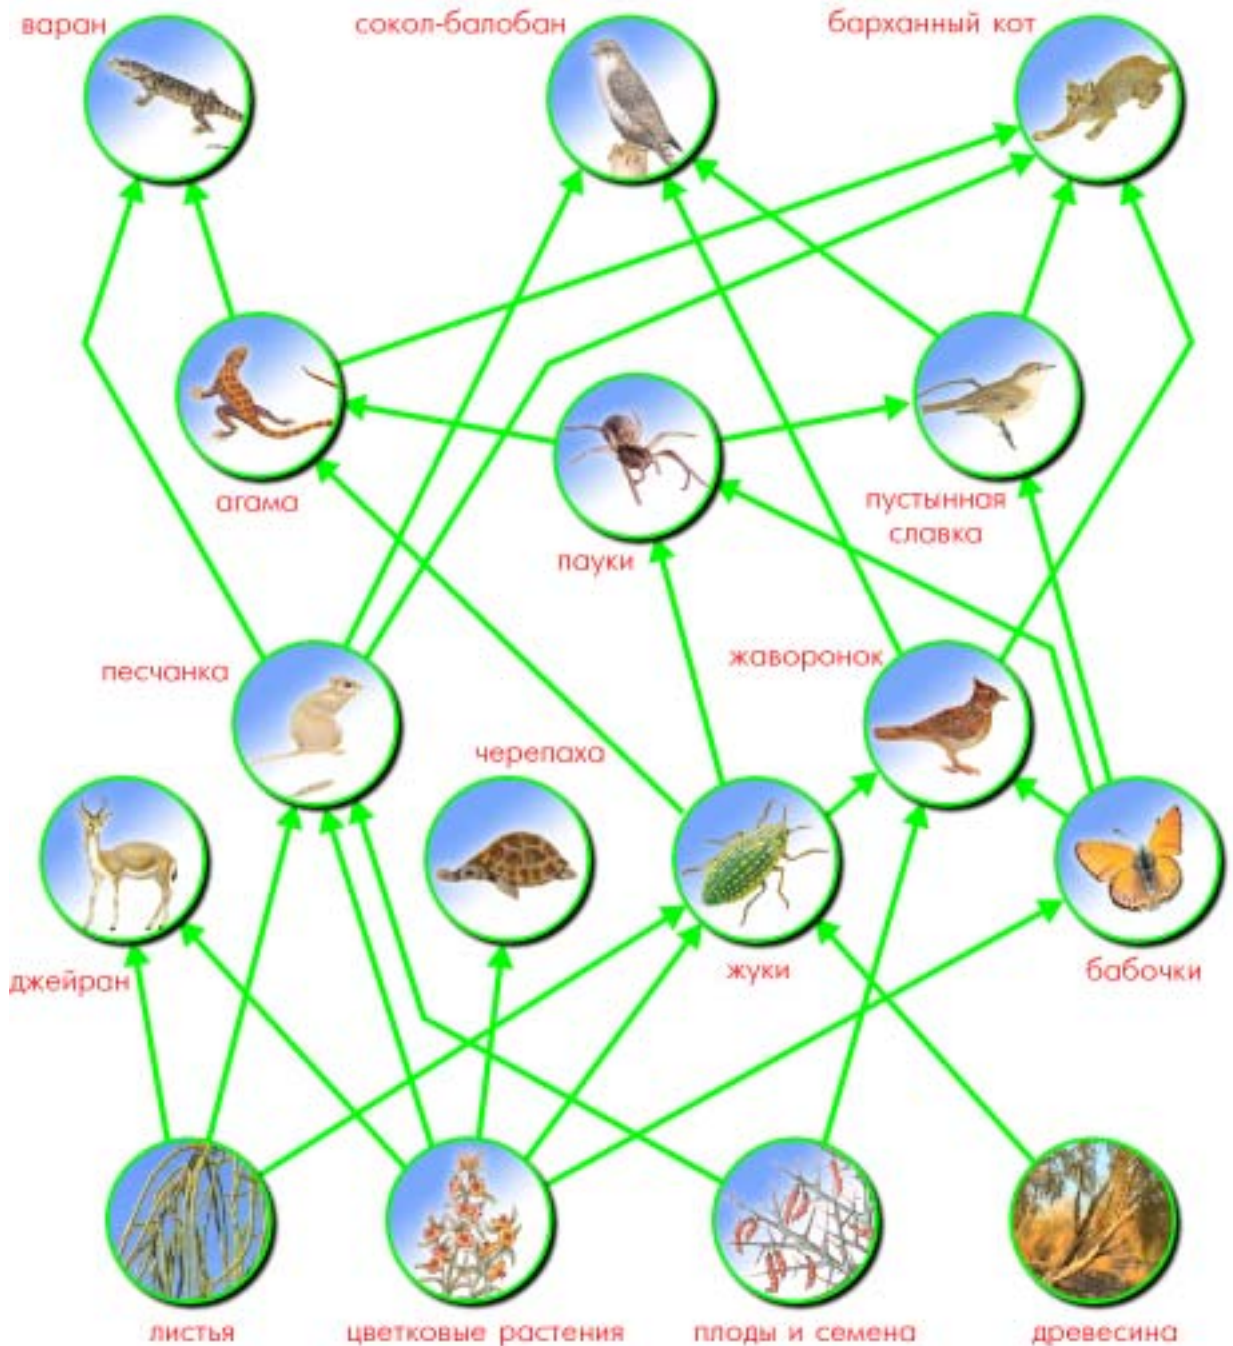 варан
сокол-балобан
барханный кот
агама
пауки
пустынная
славка
песчанка
жаворонок
черепаха
джейран
жуки
бабочки
листья
цветковые растения
плоды и семена
древесина